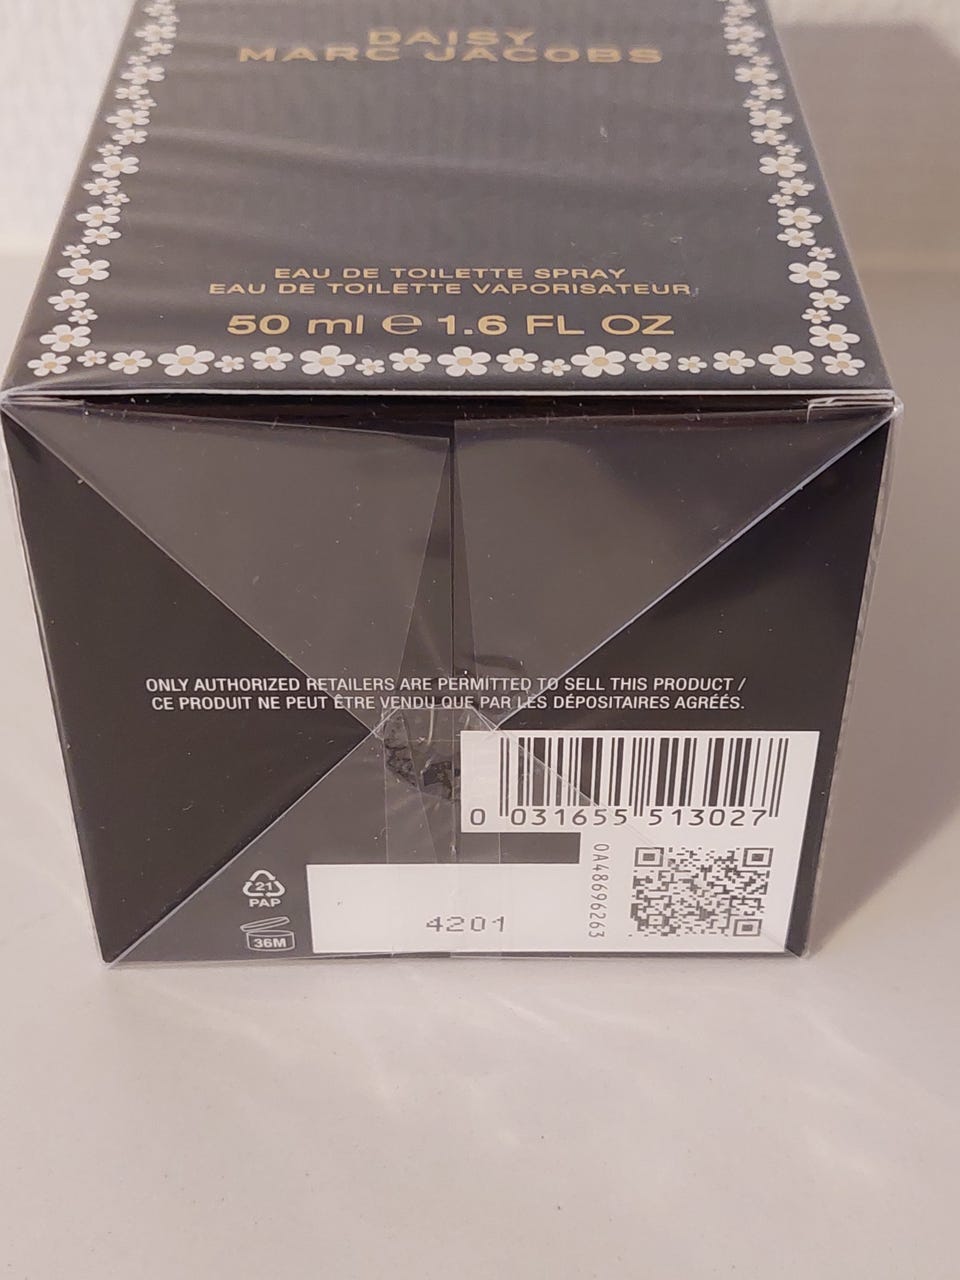 DAISY
MARC JACOBS
EAU DE TOILETTE SPRAY
EAU DE TOILETTE VAPORISATEUR
50 ml ℮ 1.6 FL OZ
ONLY AUTHORIZED RETAILERS ARE PERMITTED TO SELL THIS PRODUCT /
CE PRODUIT NE PEUT ÊTRE VENDU QUE PAR LES DÉPOSITAIRES AGRÉÉS.
0 031655 513027
0A48696263
21
PAP
36M
4201